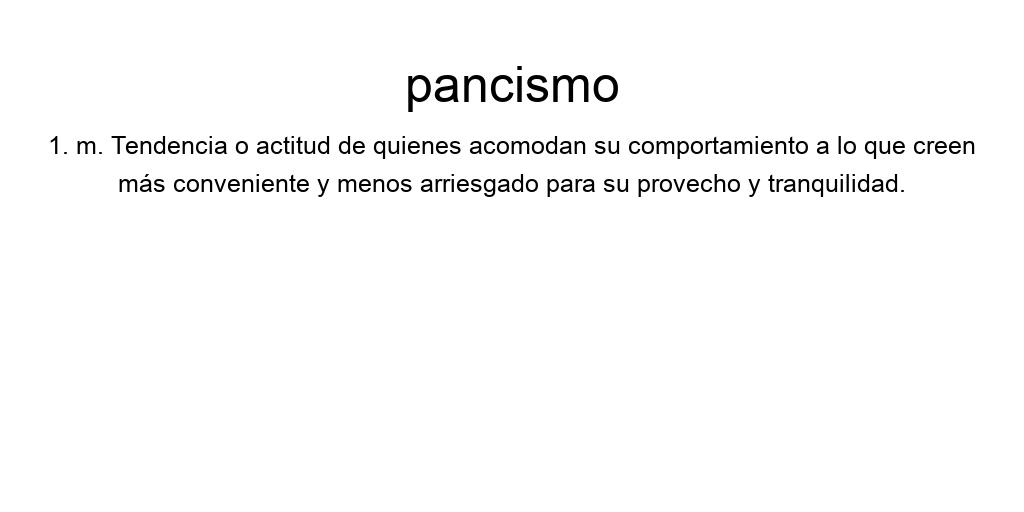 pancismo
1. m. Tendencia o actitud de quienes acomodan su comportamiento a lo que creen
más conveniente y menos arriesgado para su provecho y tranquilidad.